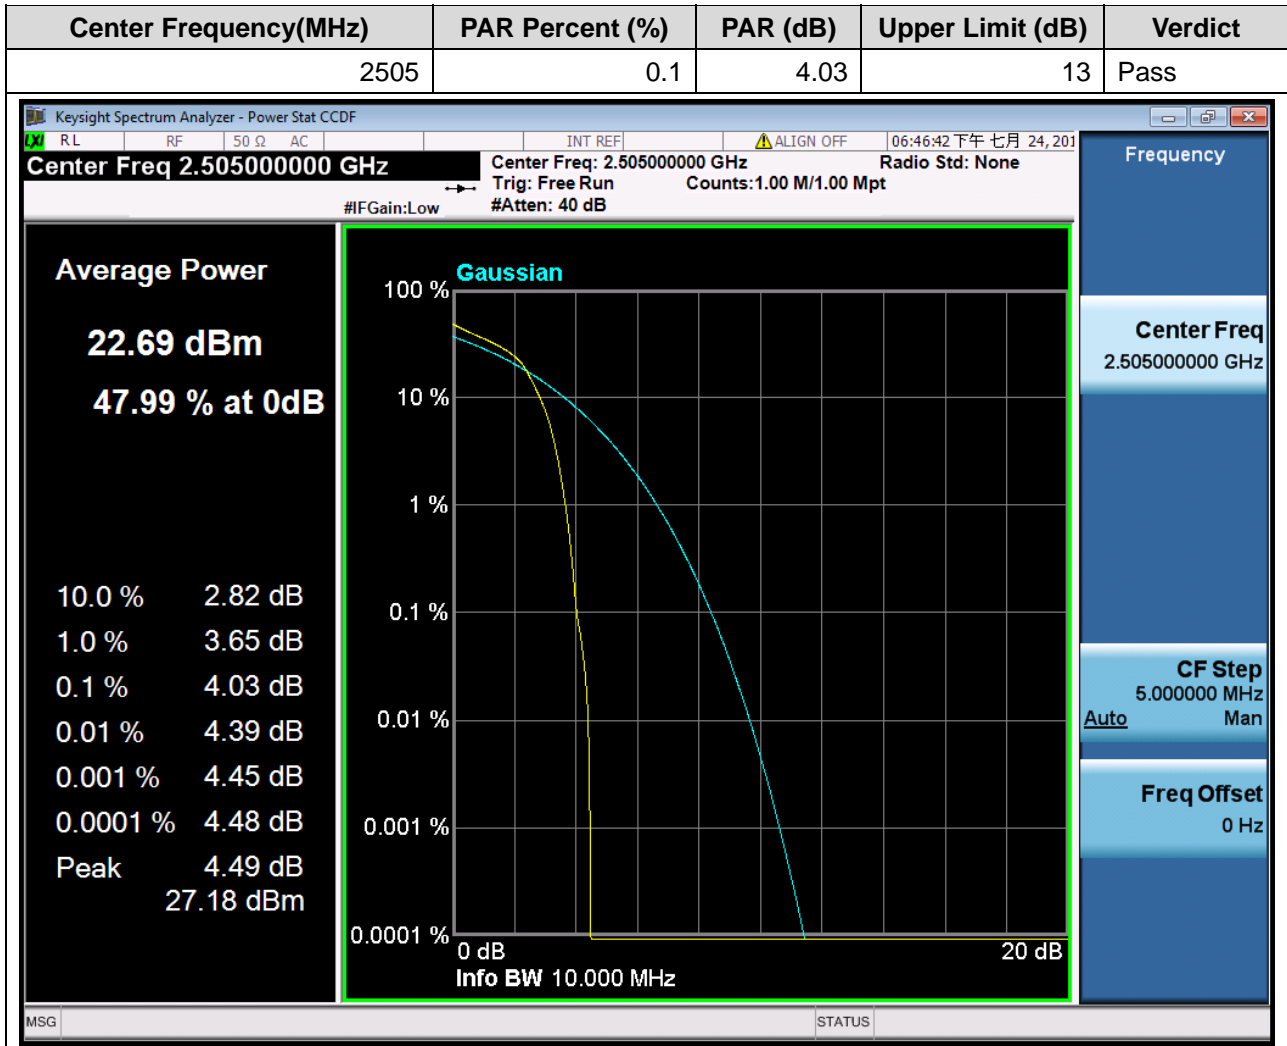 Center Frequency(MHz) PAR Percent (%) PAR (dB) Upper Limit (dB) Verdict
2505 0.1 4.03 13 Pass
Keysight Spectrum Analyzer - Power Stat CCDF
LXI RL RF 50 Ω AC INT REF ALIGN OFF 06:46:42 下午 七月 24, 201
Center Freq 2.505000000 GHz
Center Freq: 2.505000000 GHz Radio Std: None
Trig: Free Run Counts:1.00 M/1.00 Mpt
#IFGain:Low #Atten: 40 dB
Frequency
Average Power
22.69 dBm
47.99 % at 0dB
10.0 % 2.82 dB
1.0 % 3.65 dB
0.1 % 4.03 dB
0.01 % 4.39 dB
0.001 % 4.45 dB
0.0001 % 4.48 dB
Peak 4.49 dB
27.18 dBm
Gaussian
100 %
10 %
1 %
0.1 %
0.01 %
0.001 %
0.0001 %
0 dB 20 dB
Info BW 10.000 MHz
Center Freq
2.505000000 GHz
CF Step
5.000000 MHz
Auto Man
Freq Offset
0 Hz
MSG STATUS